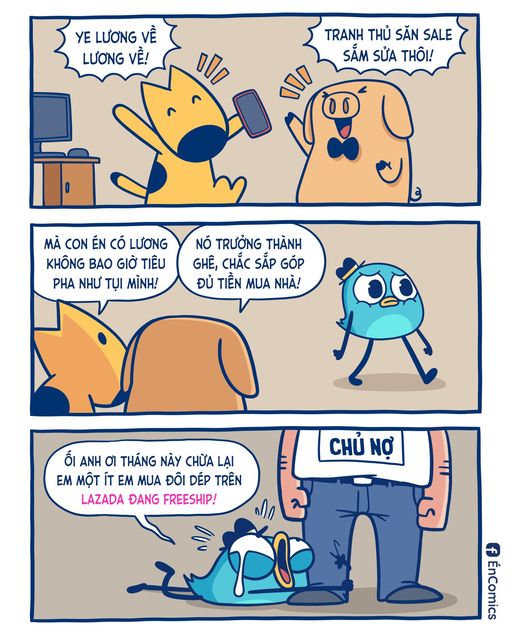 YE LƯƠNG VỀ
LƯƠNG VỀ!
TRANH THỦ SĂN SALE
SẮM SỬA THÔI!
MÀ CON ÉN CÓ LƯƠNG
KHÔNG BAO GIỜ TIÊU
PHA NHƯ TỤI MÌNH!
NÓ TRƯỞNG THÀNH
GHÊ, CHẮC SẮP GÓP
ĐỦ TIỀN MUA NHÀ!
ỐI ANH ƠI THÁNG NÀY CHỪA LẠI
EM MỘT ÍT EM MUA ĐÔI DÉP TRÊN
LAZADA ĐANG FREESHIP!
CHỦ NỢ
ÉnComics